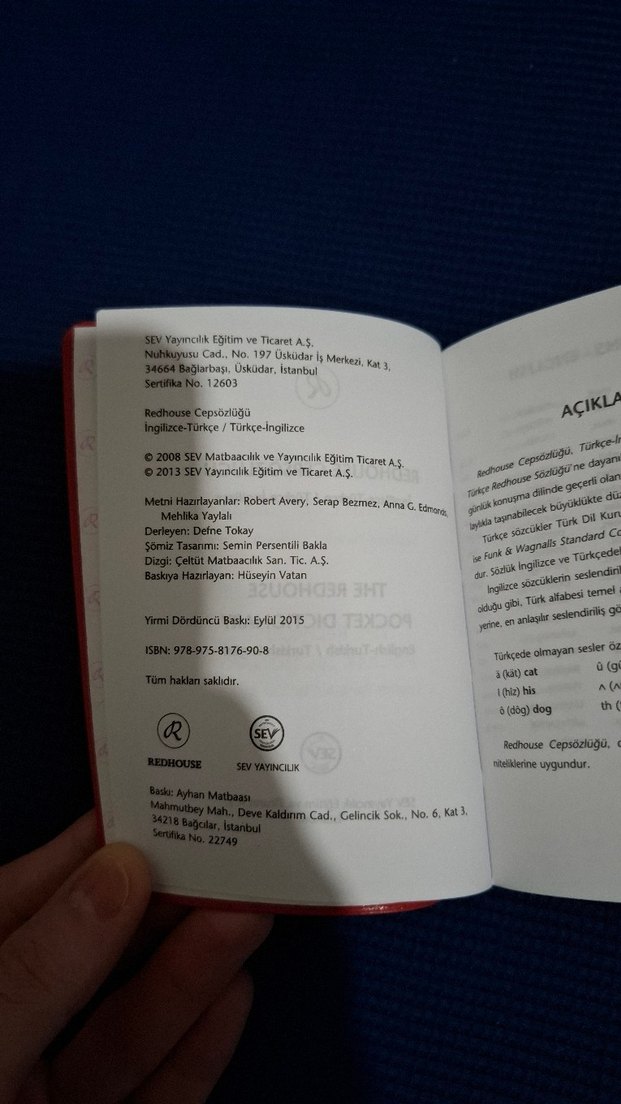 SEV Yayıncılık Eğitim ve Ticaret A.Ş.
Nuhkuyusu Cad., No. 197 Üsküdar İş Merkezi, Kat 3,
34664 Bağlarbaşı, Üsküdar, İstanbul
Sertifika No. 12603
Redhouse Cepsözlüğü
İngilizce-Türkçe / Türkçe-İngilizce
© 2008 SEV Matbaacılık ve Yayıncılık Eğitim Ticaret A.Ş.
© 2013 SEV Yayıncılık Eğitim ve Ticaret A.Ş.
Metni Hazırlayanlar: Robert Avery, Serap Bezmez, Anna G. Edmonds,
Mehlika Yaylalı
Derleyen: Defne Tokay
Şömiz Tasarımı: Semin Persentili Bakla
Dizgi: Çeltüt Matbaacılık San. Tic. A.Ş.
Baskıya Hazırlayan: Hüseyin Vatan
Yirmi Dördüncü Baskı: Eylül 2015
ISBN: 978-975-8176-90-8
Tüm hakları saklıdır.
R
REDHOUSE
SEV
SEV YAYINCILIK
Baskı: Ayhan Matbaası
Mahmutbey Mah., Deve Kaldırım Cad., Gelincik Sok., No. 6, Kat 3,
34218 Bağcılar, İstanbul
Sertifika No. 22749
AÇIKLA
Redhouse Cepsözlüğü, Türkçe-İ
Türkçe Redhouse Sözlüğü'ne dayanı
günlük konuşma dilinde geçerli olan
laylıkla taşınabilecek büyüklükte dü
Türkçe sözcükler Türk Dil Kuru
ise Funk & Wagnalls Standard Co
dur. Sözlük İngilizce ve Türkçedel
İngilizce sözcüklerin seslendiril
olduğu gibi, Türk alfabesi temel
yerine, en anlaşılır seslendiriliş gö
Türkçede olmayan sesler öz
ä (kät) cat û (gû
î (hîz) his ʌ (ʌ
ô (dôg) dog th (
Redhouse Cepsözlüğü,
niteliklerine uygundur.